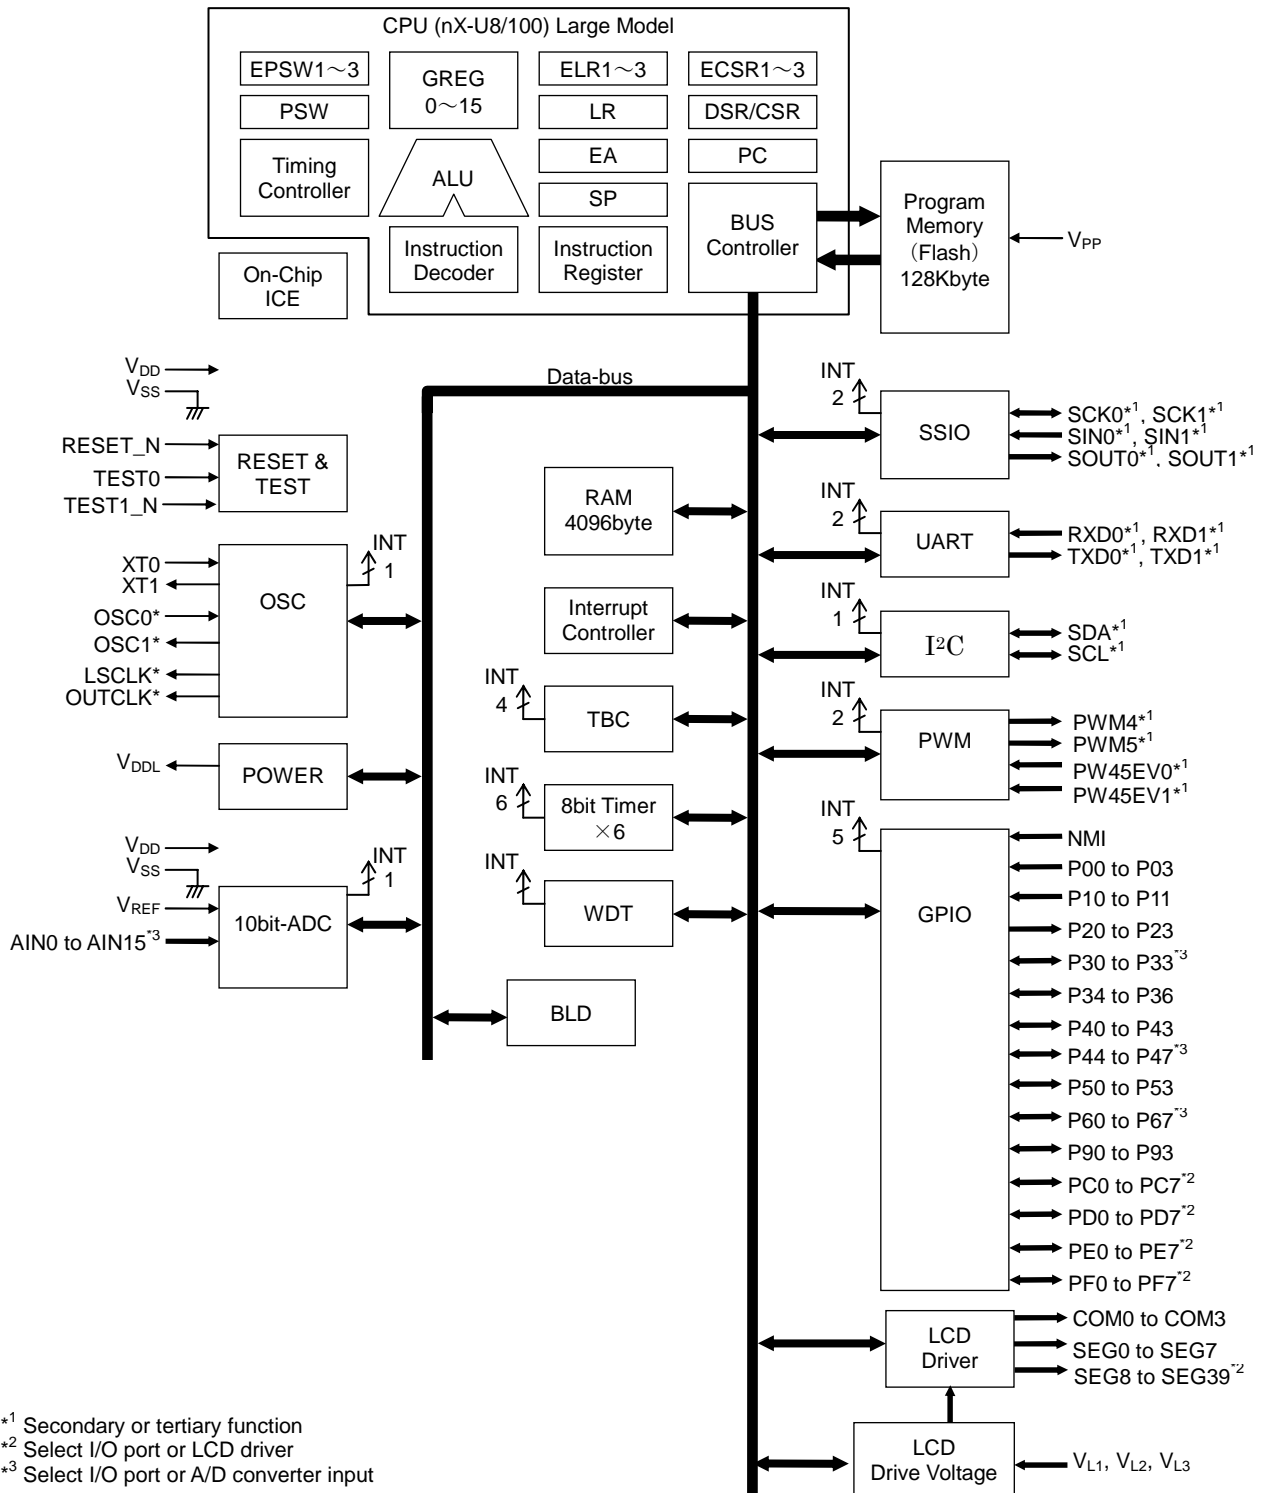 CPU (nX-U8/100) Large Model
EPSW1～3
GREG
0～15
ELR1～3
ECSR1～3
PSW
LR
DSR/CSR
Timing
Controller
ALU
EA
PC
SP
BUS
Controller
Instruction
Decoder
Instruction
Register
On-Chip
ICE
Program
Memory
（Flash）
128Kbyte
VPP
VDD
VSS
RESET_N
TEST0
TEST1_N
RESET &
TEST
Data-bus
XT0
XT1
OSC0*
OSC1*
LSCLK*
OUTCLK*
OSC
INT
1
VDDL
POWER
VDD
VSS
VREF
AIN0 to AIN15*3
10bit-ADC
INT
1
RAM
4096byte
Interrupt
Controller
INT
4
TBC
INT
6
8bit Timer
×6
INT
WDT
BLD
INT
2
SSIO
SCK0*1, SCK1*1
SIN0*1, SIN1*1
SOUT0*1, SOUT1*1
INT
2
UART
RXD0*1, RXD1*1
TXD0*1, TXD1*1
INT
1
I2C
SDA*1
SCL*1
INT
2
PWM
PWM4*1
PWM5*1
PW45EV0*1
PW45EV1*1
INT
5
GPIO
NMI
P00 to P03
P10 to P11
P20 to P23
P30 to P33*3
P34 to P36
P40 to P43
P44 to P47*3
P50 to P53
P60 to P67*3
P90 to P93
PC0 to PC7*2
PD0 to PD7*2
PE0 to PE7*2
PF0 to PF7*2
LCD
Driver
COM0 to COM3
SEG0 to SEG7
SEG8 to SEG39*2
LCD
Drive Voltage
VL1, VL2, VL3
*1 Secondary or tertiary function
*2 Select I/O port or LCD driver
*3 Select I/O port or A/D converter input